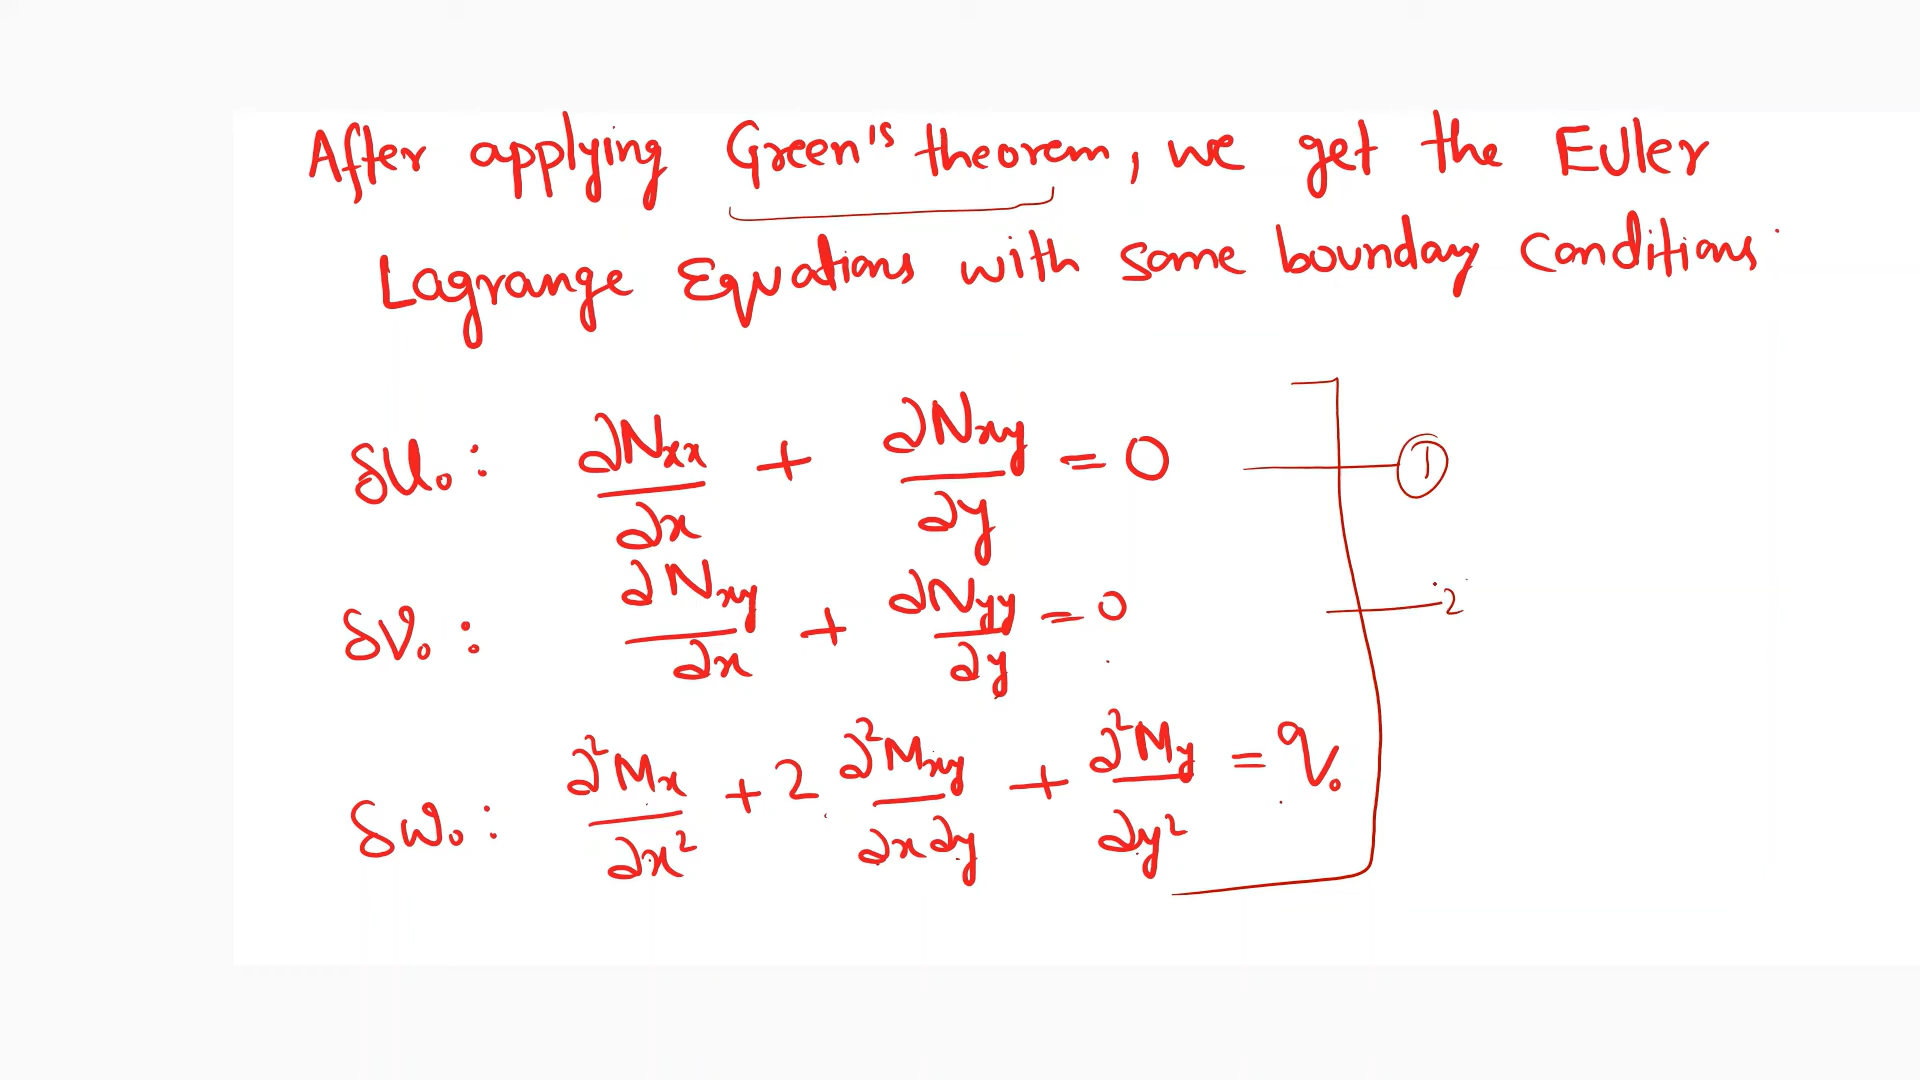 After applying Green's theorem, we get the Euler
Lagrange Equations with some boundary conditions.
δu₀ : ∂Nxx/∂x + ∂Nxy/∂y = 0 ①
δv₀ : ∂Nxy/∂x + ∂Nyy/∂y = 0 2
δw₀ : ∂²Mx/∂x² + 2 ∂²Mxy/∂x∂y + ∂²My/∂y² = q₀